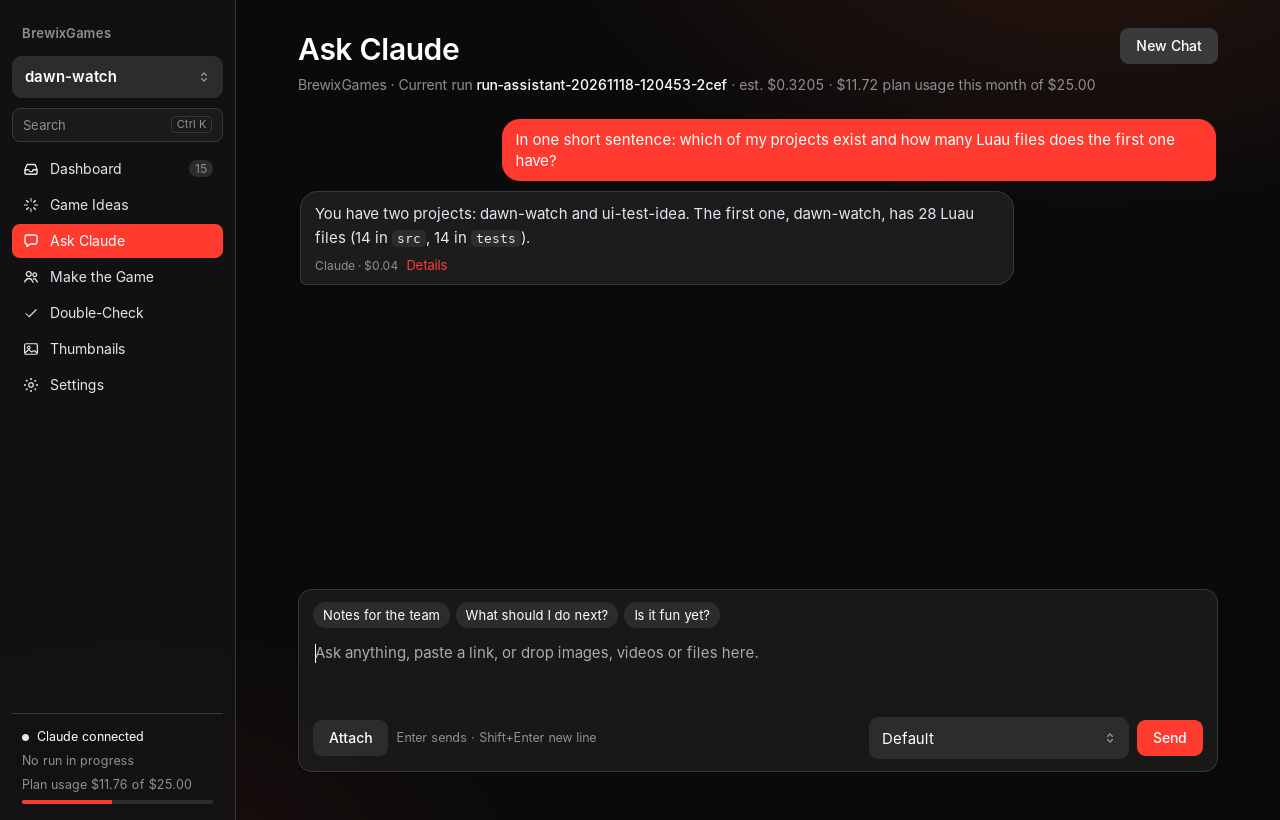 BrewixGames
dawn-watch
Search
Ctrl K
Dashboard
15
Game Ideas
Ask Claude
Make the Game
Double-Check
Thumbnails
Settings
Claude connected
No run in progress
Plan usage $11.76 of $25.00
Ask Claude
New Chat
BrewixGames · Current run run-assistant-20261118-120453-2cef · est. $0.3205 · $11.72 plan usage this month of $25.00
In one short sentence: which of my projects exist and how many Luau files does the first one
have?
You have two projects: dawn-watch and ui-test-idea. The first one, dawn-watch, has 28 Luau
files (14 in src, 14 in tests).
Claude · $0.04 Details
Notes for the team
What should I do next?
Is it fun yet?
Ask anything, paste a link, or drop images, videos or files here.
Attach
Enter sends · Shift+Enter new line
Default
Send